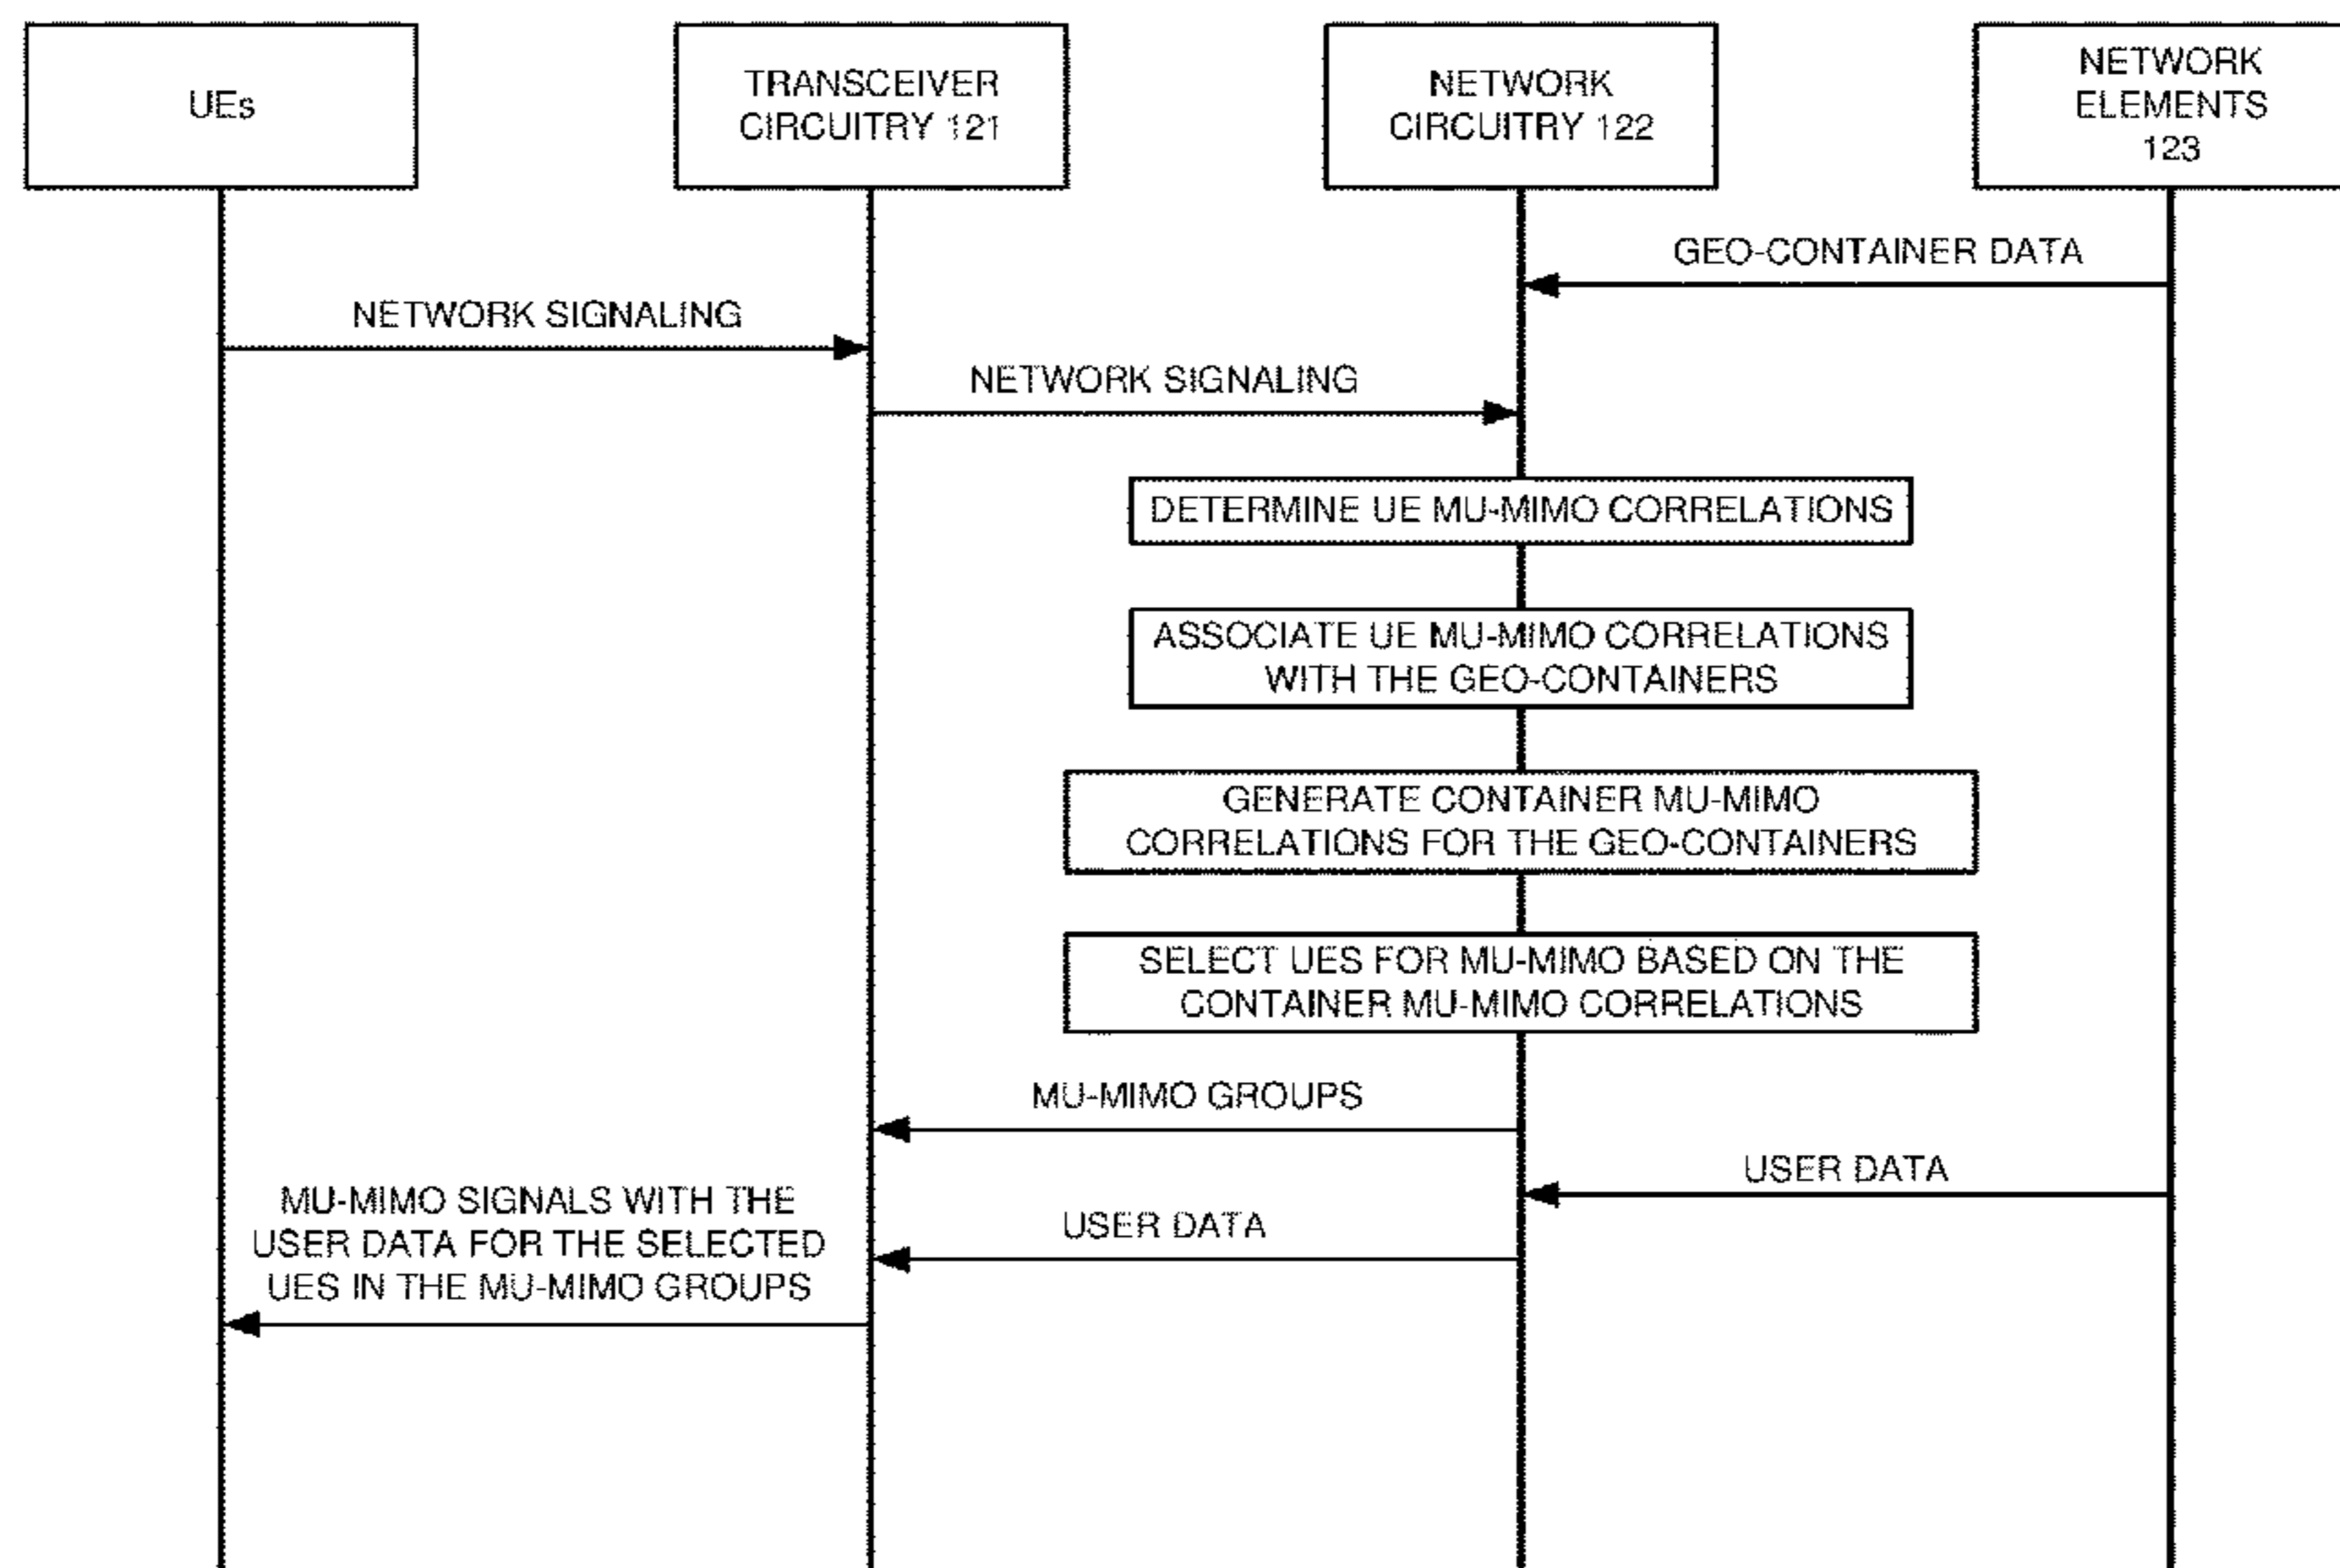 UEs
TRANSCEIVER
CIRCUITRY 121
NETWORK
CIRCUITRY 122
NETWORK
ELEMENTS
123
GEO-CONTAINER DATA
NETWORK SIGNALING
NETWORK SIGNALING
DETERMINE UE MU-MIMO CORRELATIONS
ASSOCIATE UE MU-MIMO CORRELATIONS
WITH THE GEO-CONTAINERS
GENERATE CONTAINER MU-MIMO
CORRELATIONS FOR THE GEO-CONTAINERS
SELECT UES FOR MU-MIMO BASED ON THE
CONTAINER MU-MIMO CORRELATIONS
MU-MIMO GROUPS
USER DATA
USER DATA
MU-MIMO SIGNALS WITH THE
USER DATA FOR THE SELECTED
UES IN THE MU-MIMO GROUPS